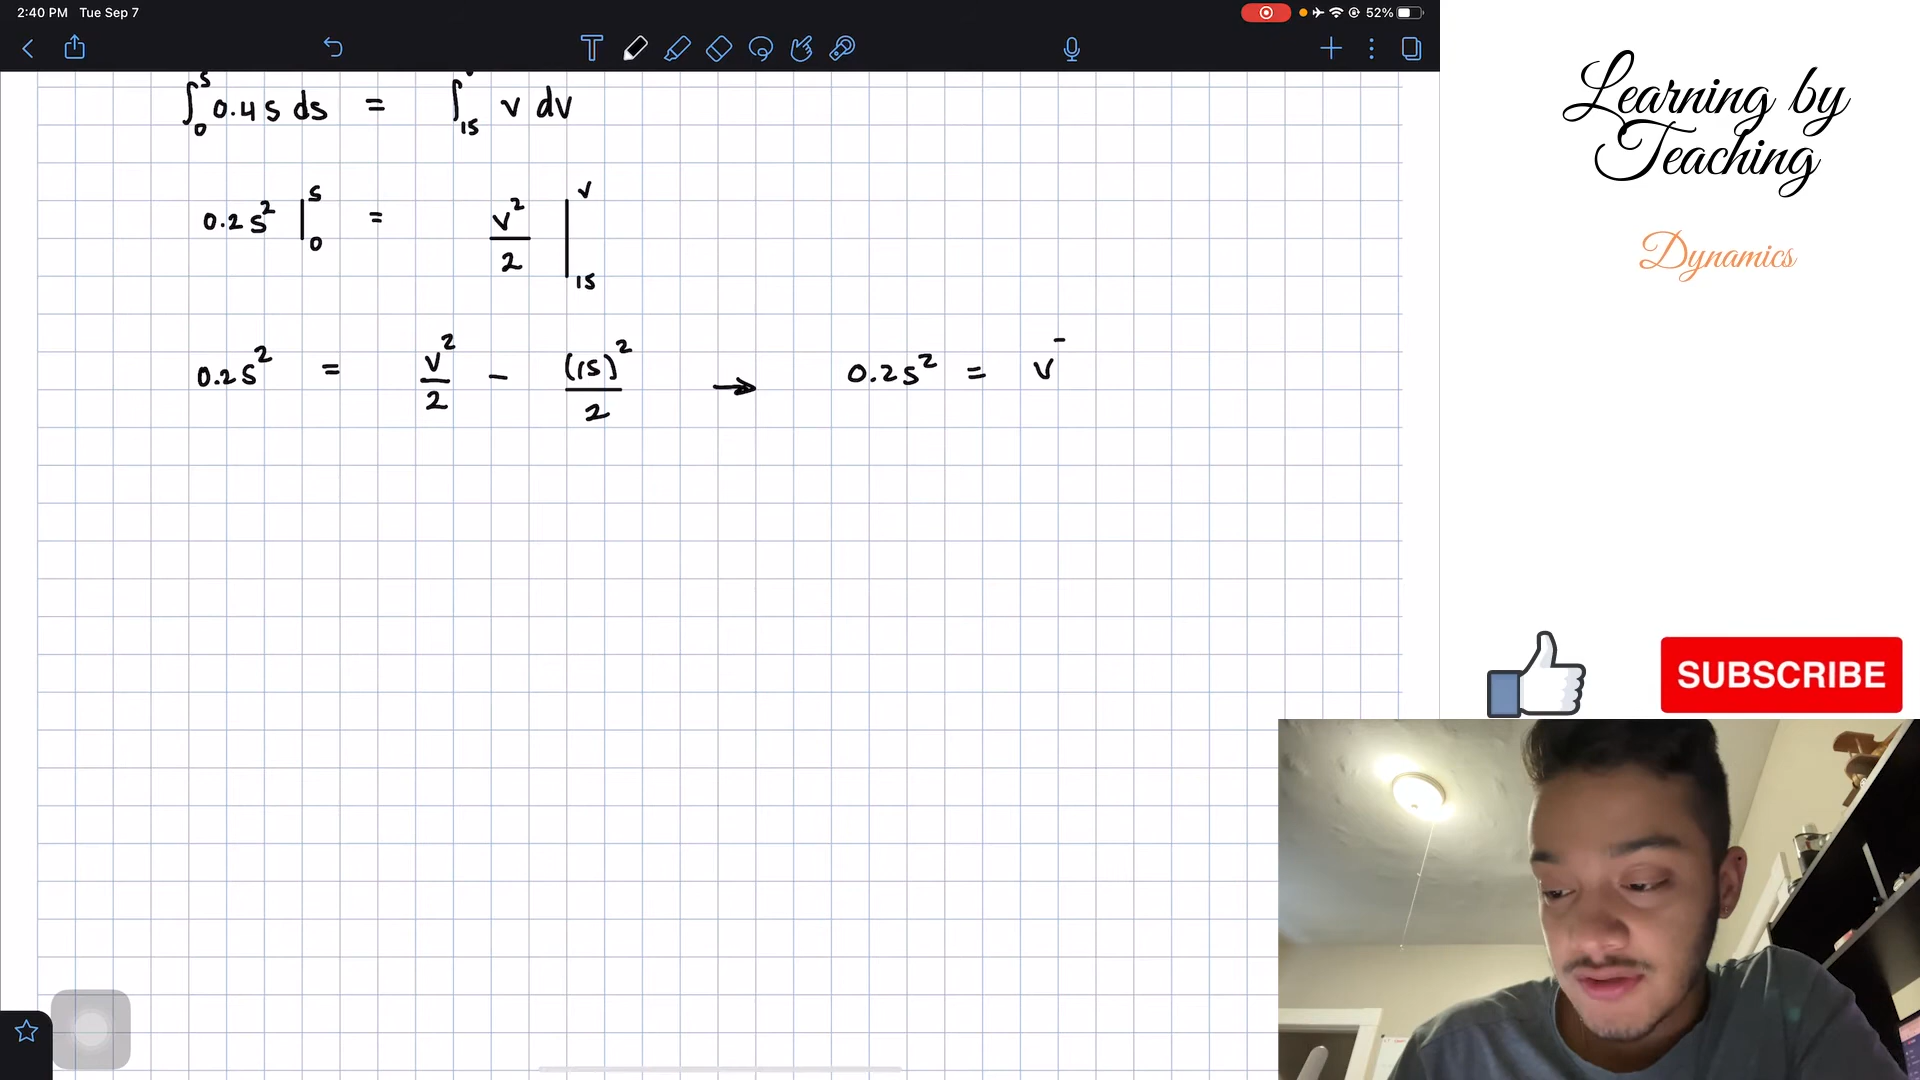 2:40 PM Tue Sep 7
52%
Learning by
Teaching
Dynamics
∫₀ˢ 0.4 s ds = ∫₁₅ v dv
0.2 s² |₀ˢ = v²/2 |₁₅ᵛ
0.2 s² = v²/2 - (15)²/2 → 0.2 s² = v
SUBSCRIBE